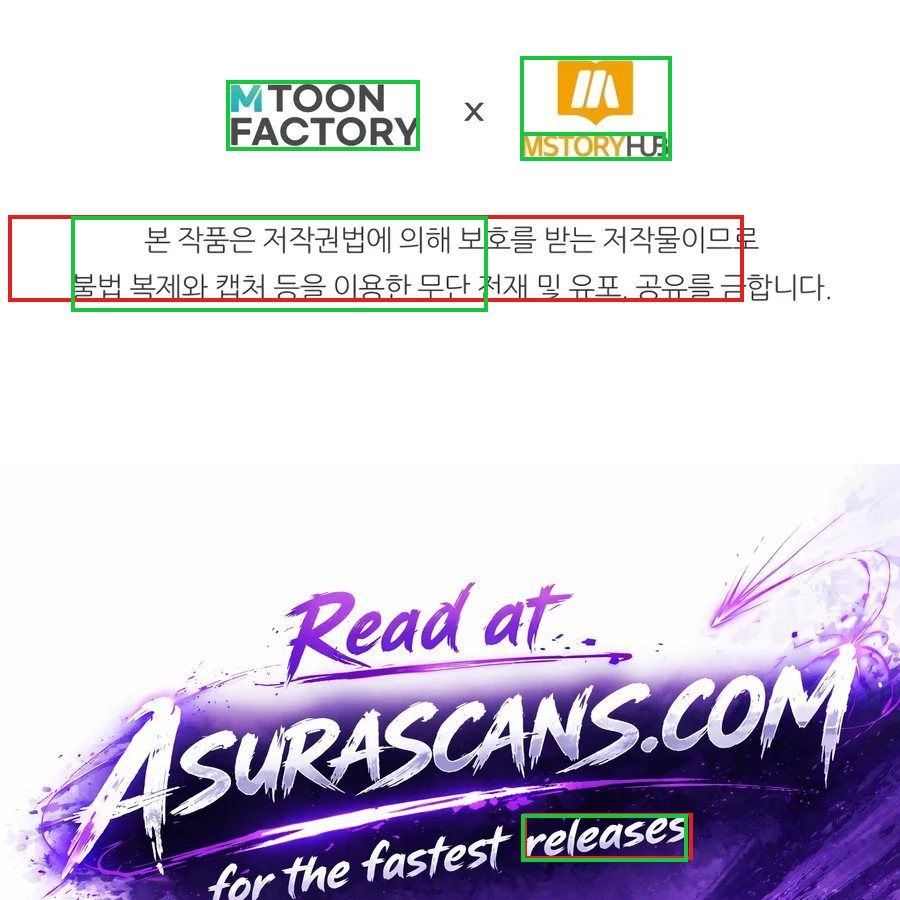 MTOON
FACTORY
x
MSTORYHUB
본 작품은 저작권법에 의해 보호를 받는 저작물이므로
불법 복제와 캡처 등을 이용한 무단 전재 및 유포, 공유를 금합니다.
Read at...
ASURASCANS.COM
for the fastest releases